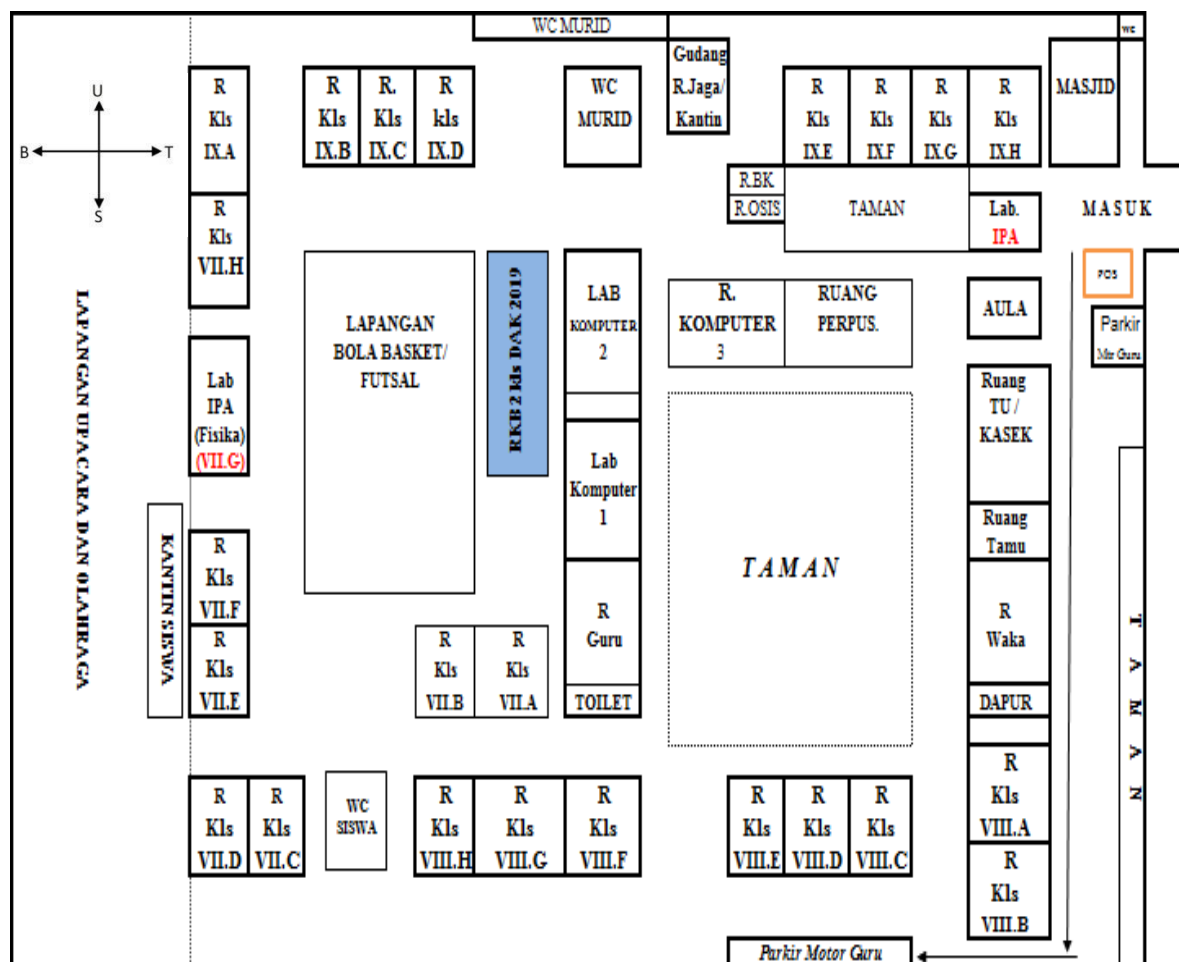 WC MURID
wc
Gudang
R.Jaga/
Kantin
U
B
T
S
R
Kls
IX.A
R
Kls
IX.B
R.
Kls
IX.C
R
kls
IX.D
WC
MURID
R
Kls
IX.E
R
Kls
IX.F
R
Kls
IX.G
R
Kls
IX.H
MASJID
R
Kls
VII.H
R.BK
R.OSIS
TAMAN
Lab.
IPA
MASUK
POS
LAPANGAN UPACARA DAN OLAHRAGA
LAPANGAN
BOLA BASKET/
FUTSAL
RKB 2 kls DAK 2019
LAB
KOMPUTER
2
R.
KOMPUTER
3
RUANG
PERPUS.
AULA
Parkir
Mtr Guru
Lab
IPA
(Fisika)
(VII.G)
Lab
Komputer
1
Ruang
TU /
KASEK
Ruang
Tamu
KANTIN SISWA
R
Kls
VII.F
R
Kls
VII.E
TAMAN
R
Guru
R
Waka
R
Kls
VII.B
R
Kls
VII.A
TOILET
DAPUR
TAMAN
R
Kls
VII.D
R
Kls
VII.C
WC
SISWA
R
Kls
VIII.H
R
Kls
VIII.G
R
Kls
VIII.F
R
Kls
VIII.E
R
Kls
VIII.D
R
Kls
VIII.C
R
Kls
VIII.A
R
Kls
VIII.B
Parkir Motor Guru